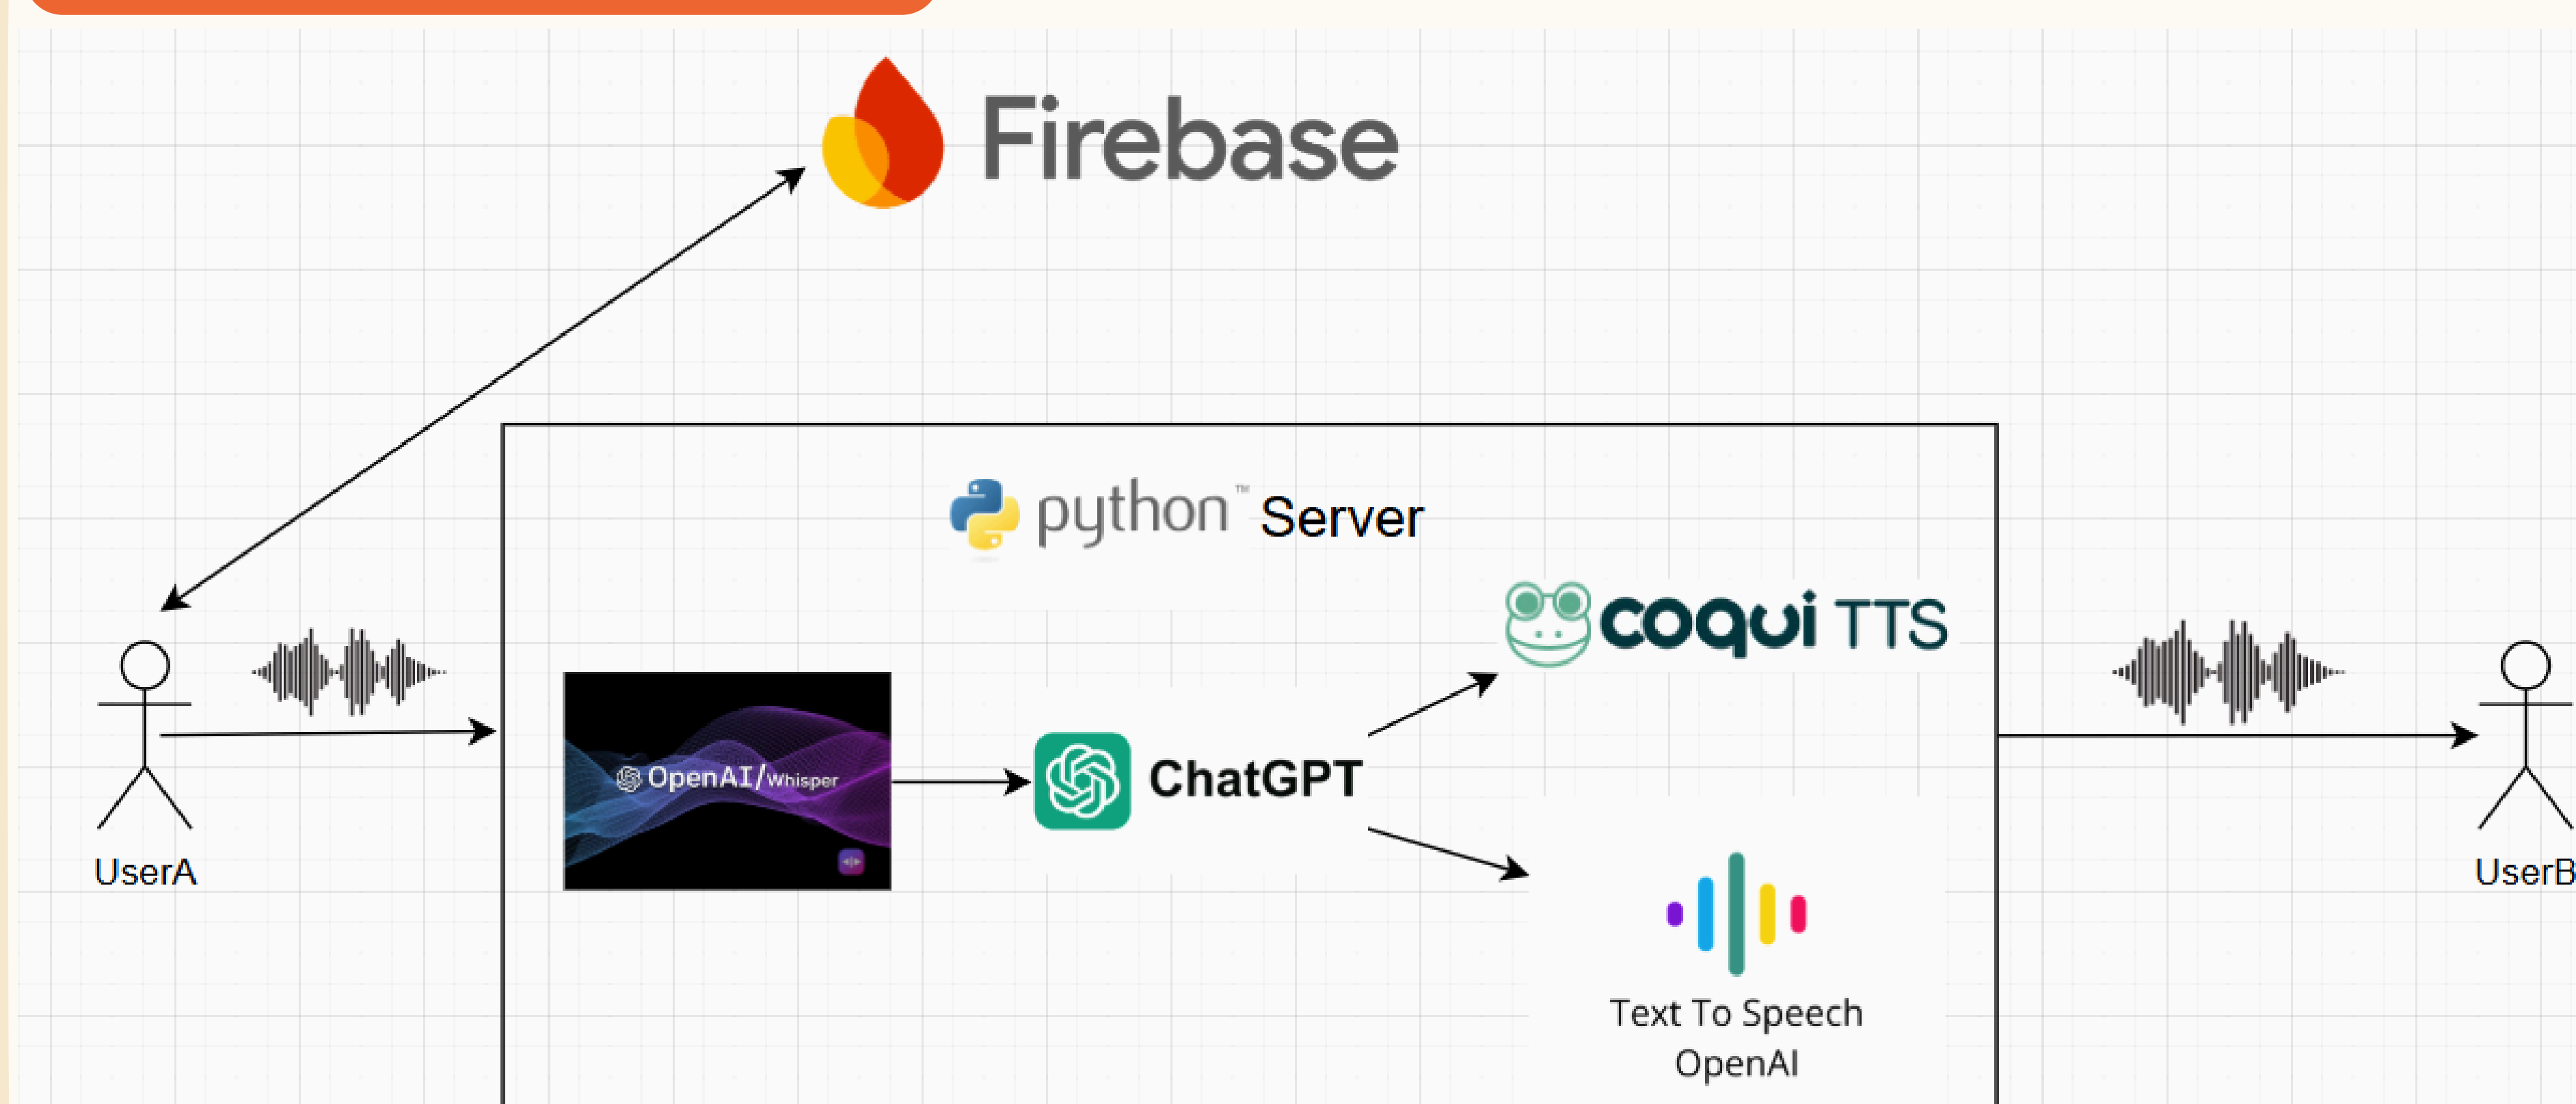 Firebase
python™ Server
coqui TTS
OpenAI/Whisper
ChatGPT
Text To Speech
OpenAI
UserA
UserB